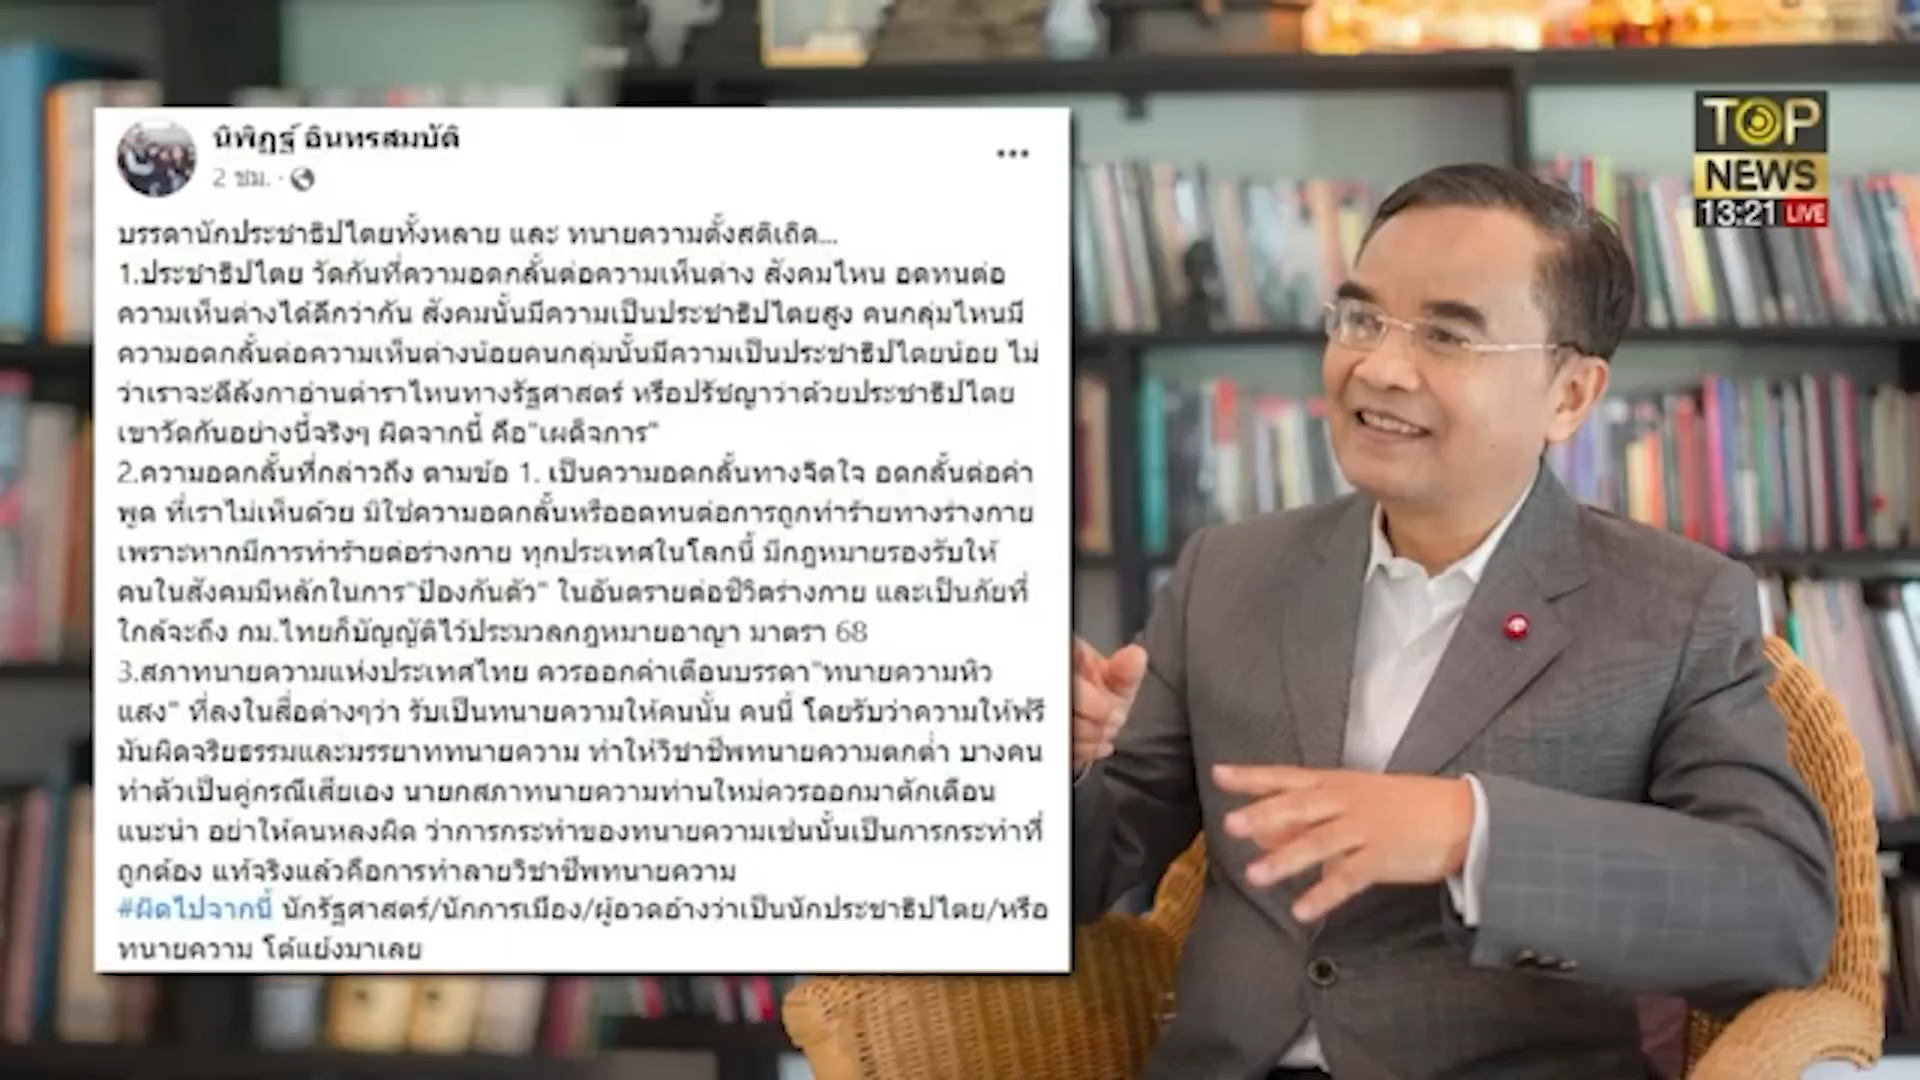 นิพิฏฐ์ อินทรสมบัติ
2 ชม. ·
บรรดานักประชาธิปไตยทั้งหลาย และ ทนายความตั้งสติเถิด...
1.ประชาธิปไตย วัดกันที่ความอดกลั้นต่อความเห็นต่าง สังคมไหน อดทนต่อ
ความเห็นต่างได้ดีกว่ากัน สังคมนั้นมีความเป็นประชาธิปไตยสูง คนกลุ่มไหนมี
ความอดกลั้นต่อความเห็นต่างน้อยคนกลุ่มนั้นมีความเป็นประชาธิปไตยน้อย ไม่
ว่าเราจะตีลังกาอ่านตำราไหนทางรัฐศาสตร์ หรือปรัชญาว่าด้วยประชาธิปไตย
เขาวัดกันอย่างนี้จริงๆ ผิดจากนี้ คือ"เผด็จการ"
2.ความอดกลั้นที่กล่าวถึง ตามข้อ 1. เป็นความอดกลั้นทางจิตใจ อดกลั้นต่อคำ
พูด ที่เราไม่เห็นด้วย มิใช่ความอดกลั้นหรืออดทนต่อการถูกทำร้ายทางร่างกาย
เพราะหากมีการทำร้ายต่อร่างกาย ทุกประเทศในโลกนี้ มีกฎหมายรองรับให้
คนในสังคมมีหลักในการ"ป้องกันตัว" ในอันตรายต่อชีวิตร่างกาย และเป็นภัยที่
ใกล้จะถึง กม.ไทยก็บัญญัติไว้ประมวลกฎหมายอาญา มาตรา 68
3.สภาทนายความแห่งประเทศไทย ควรออกคำเตือนบรรดา"ทนายความหิว
แสง" ที่ลงในสื่อต่างๆว่า รับเป็นทนายความให้คนนั้น คนนี้ โดยรับว่าความให้ฟรี
มันผิดจริยธรรมและมรรยาททนายความ ทำให้วิชาชีพทนายความตกต่ำ บางคน
ทำตัวเป็นคู่กรณีเสียเอง นายกสภาทนายความท่านใหม่ควรออกมาตักเตือน
แนะนำ อย่าให้คนหลงผิด ว่าการกระทำของทนายความเช่นนั้นเป็นการกระทำที่
ถูกต้อง แท้จริงแล้วคือการทำลายวิชาชีพทนายความ
#ผิดไปจากนี้ นักรัฐศาสตร์/นักการเมือง/ผู้อวดอ้างว่าเป็นนักประชาธิปไตย/หรือ
ทนายความ โต้แย้งมาเลย
TOP
NEWS
13:21 LIVE